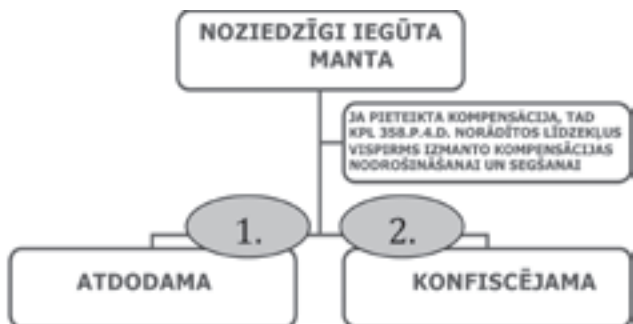 NOZIEDZĪGI IEGŪTA
MANTA
JA PIETEIKTA KOMPENSĀCIJA, TAD
KPL 358.P.4.D. NORĀDĪTOS LĪDZEKĻUS
VISPIRMS IZMANTO KOMPENSĀCIJAS
NODROŠINĀŠANAI UN SEGŠANAI
1.
2.
ATDODAMA
KONFISCĒJAMA